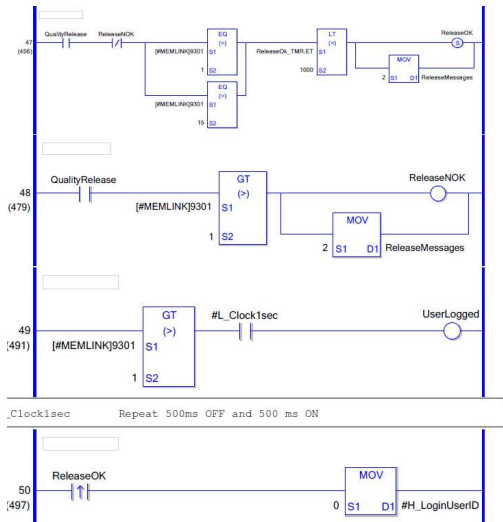 QualityRelease ReleaseNOK EQ LT ReleaseOK
47 (=) (<) S
(456) [#MEMLINK]9301 S1 ReleaseOk_TMR.ET S1 MOV
1 S2 1000 S2 2 S1 D1 ReleaseMessages
EQ
(=)
[#MEMLINK]9301 S1
15 S2
QualityRelease GT ReleaseNOK
48 (>)
(479) [#MEMLINK]9301 S1 MOV
1 S2 2 S1 D1 ReleaseMessages
GT #L_Clock1sec UserLogged
49 (>)
(491) [#MEMLINK]9301 S1
1 S2
_Clock1sec Repeat 500ms OFF and 500 ms ON
ReleaseOK MOV
50
(497) 0 S1 D1 #H_LoginUserID